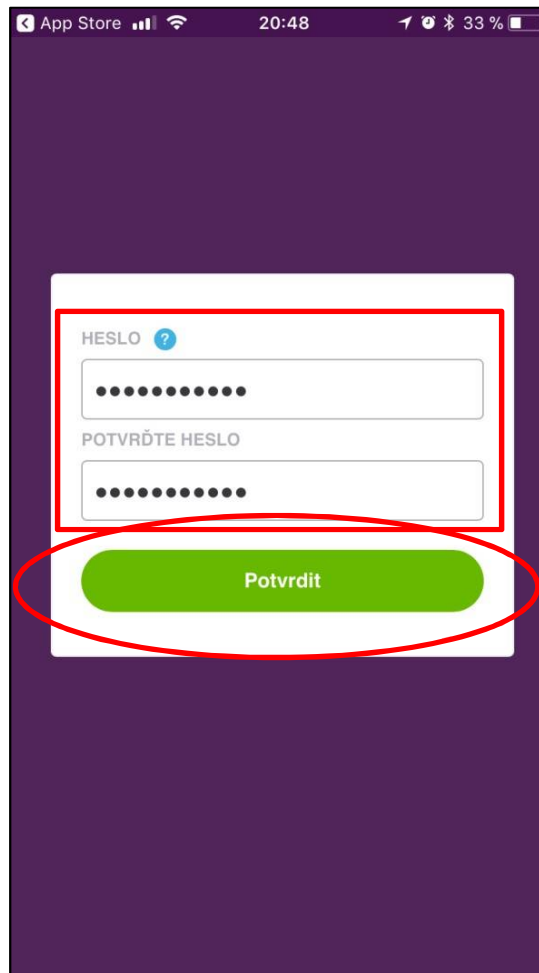 App Store 20:48 33 %
HESLO ?
●●●●●●●●●●●
POTVRĎTE HESLO
●●●●●●●●●●●
Potvrdit